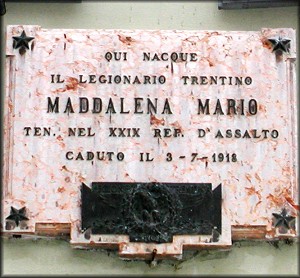 QUI NACQUE
IL LEGIONARIO TRENTINO
MADDALENA MARIO
TEN. NEL XXIX REP. D'ASSALTO
CADUTO IL 3-7-1918